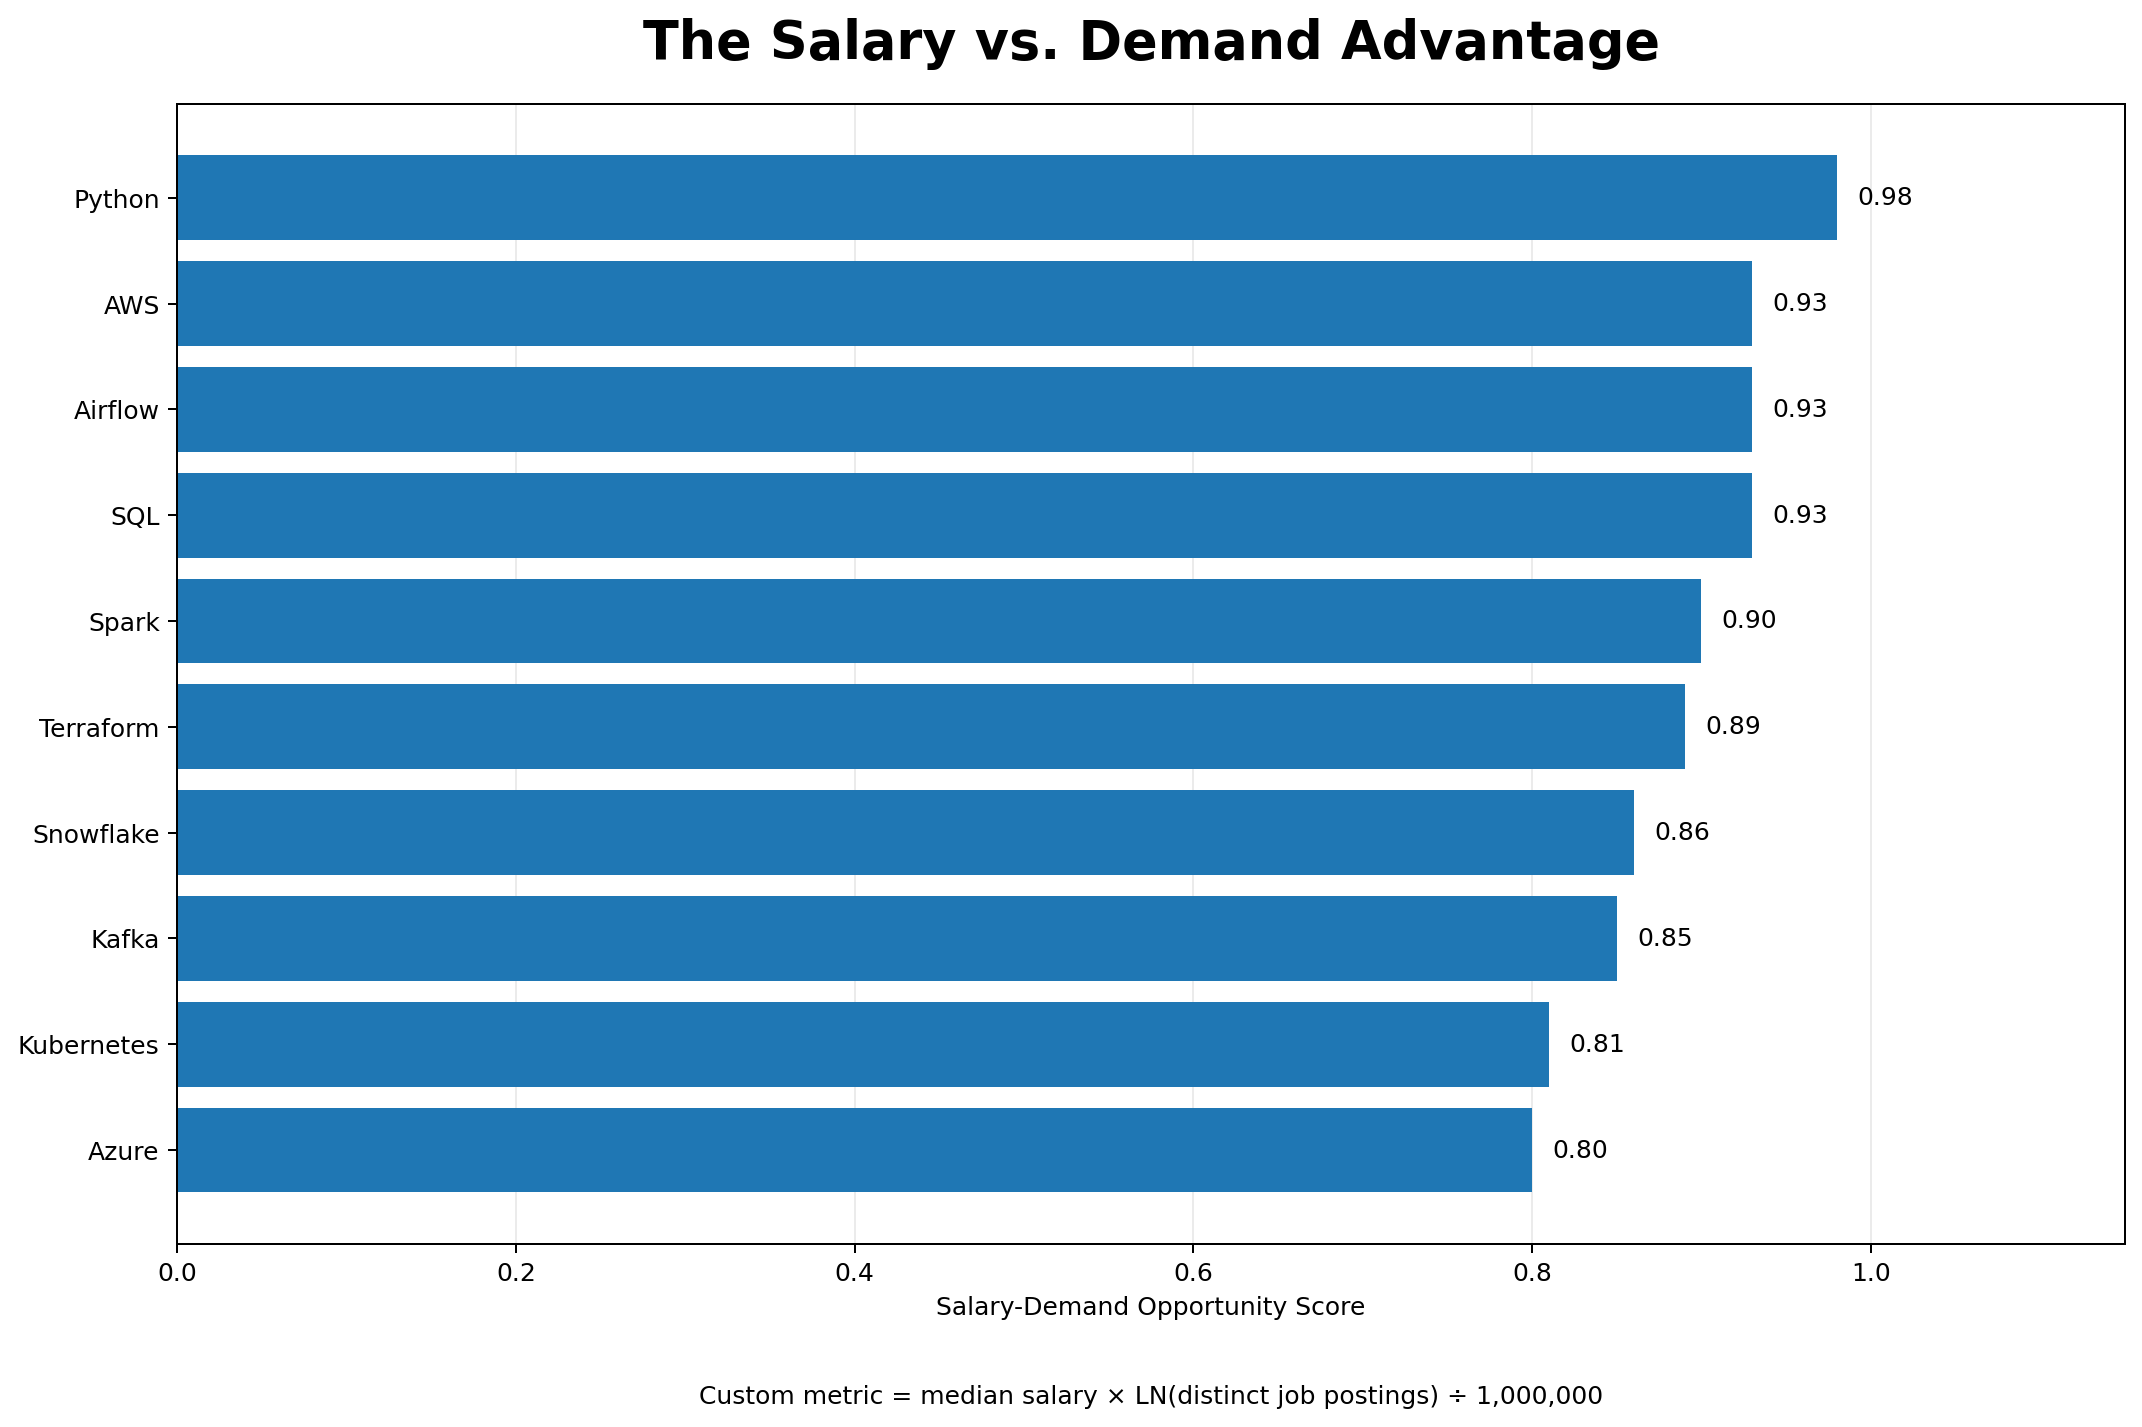 The Salary vs. Demand Advantage
Python 0.98
AWS 0.93
Airflow 0.93
SQL 0.93
Spark 0.90
Terraform 0.89
Snowflake 0.86
Kafka 0.85
Kubernetes 0.81
Azure 0.80
0.0 0.2 0.4 0.6 0.8 1.0
Salary-Demand Opportunity Score
Custom metric = median salary × LN(distinct job postings) ÷ 1,000,000